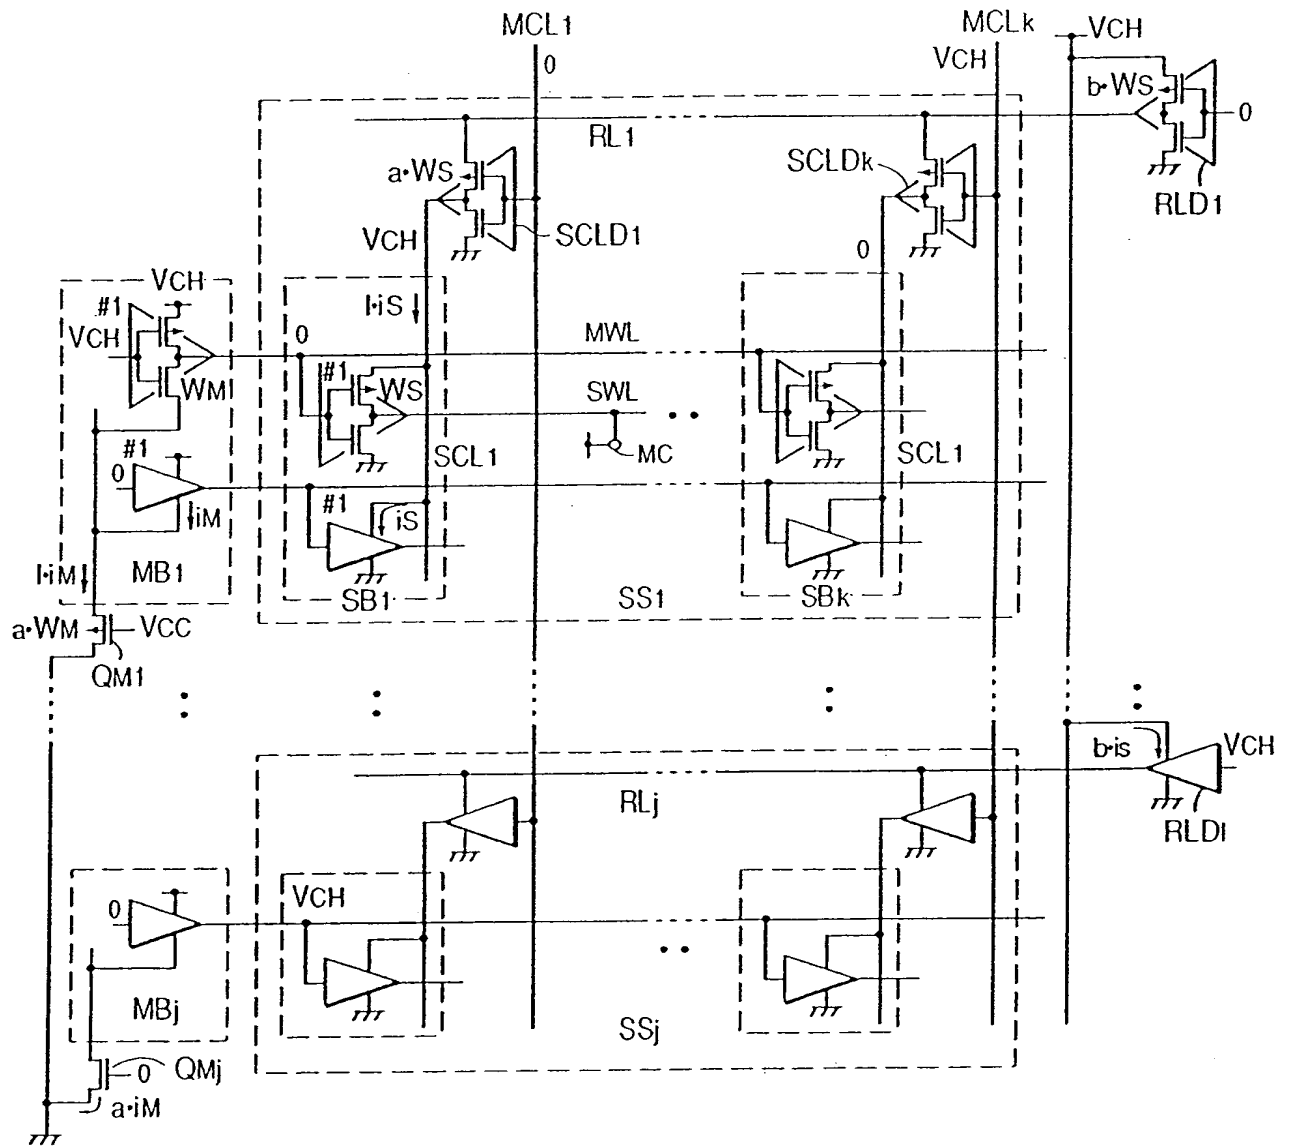 MCL1
MCLk
VCH
0
VCH
b·WS
0
RL1
a·WS
SCLDk
RLD1
SCLD1
VCH
0
VCH
#1
VCH
WM
l·iS
0
MWL
#1
WS
SWL
MC
SCL1
SCL1
#1
0
iM
#1
iS
l·iM
MB1
SB1
SS1
SBk
a·WM
VCC
QM1
b·is
VCH
RLj
RLDl
VCH
0
MBj
SSj
QMj
0
a·iM